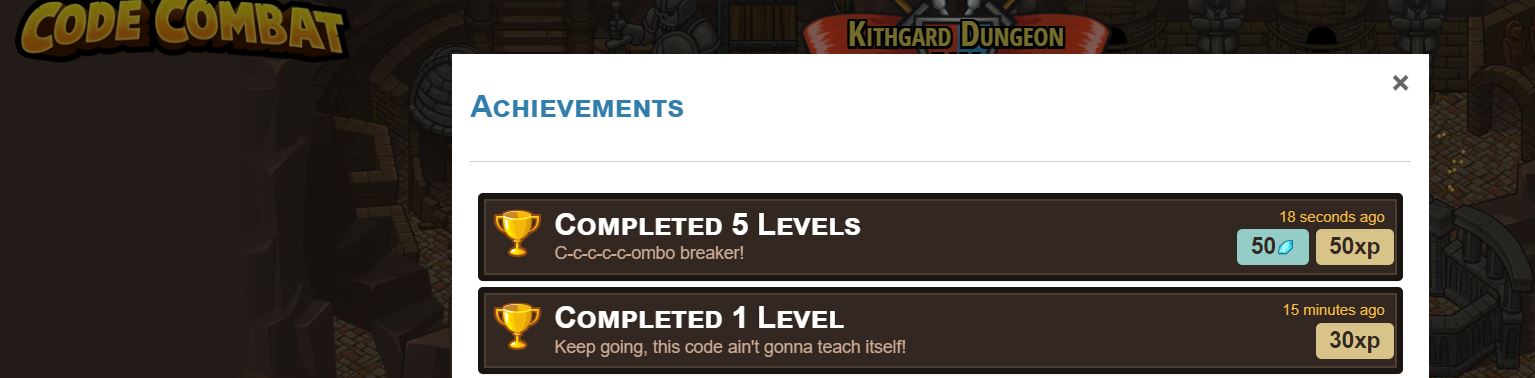 CODE COMBAT
KITHGARD DUNGEON
×
ACHIEVEMENTS
COMPLETED 5 LEVELS
18 seconds ago
C-c-c-c-c-ombo breaker!
50
50xp
COMPLETED 1 LEVEL
15 minutes ago
Keep going, this code ain't gonna teach itself!
30xp